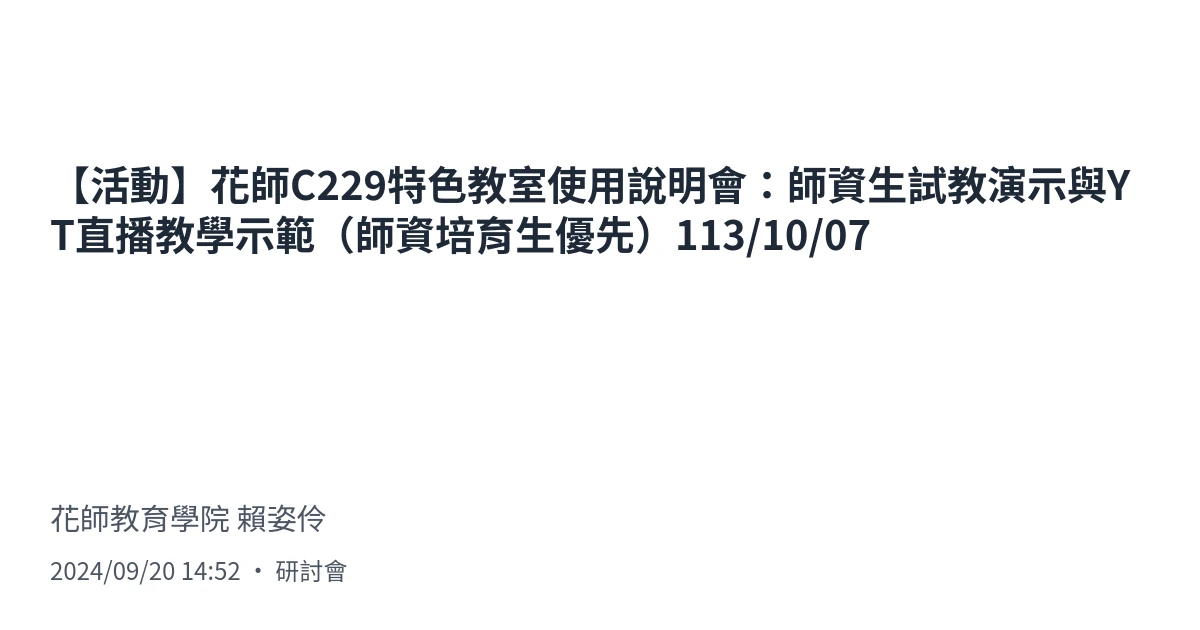 【活動】花師C229特色教室使用說明會：師資生試教演示與Y
T直播教學示範（師資培育生優先）113/10/07
花師教育學院 賴姿伶
2024/09/20 14:52 ・ 研討會